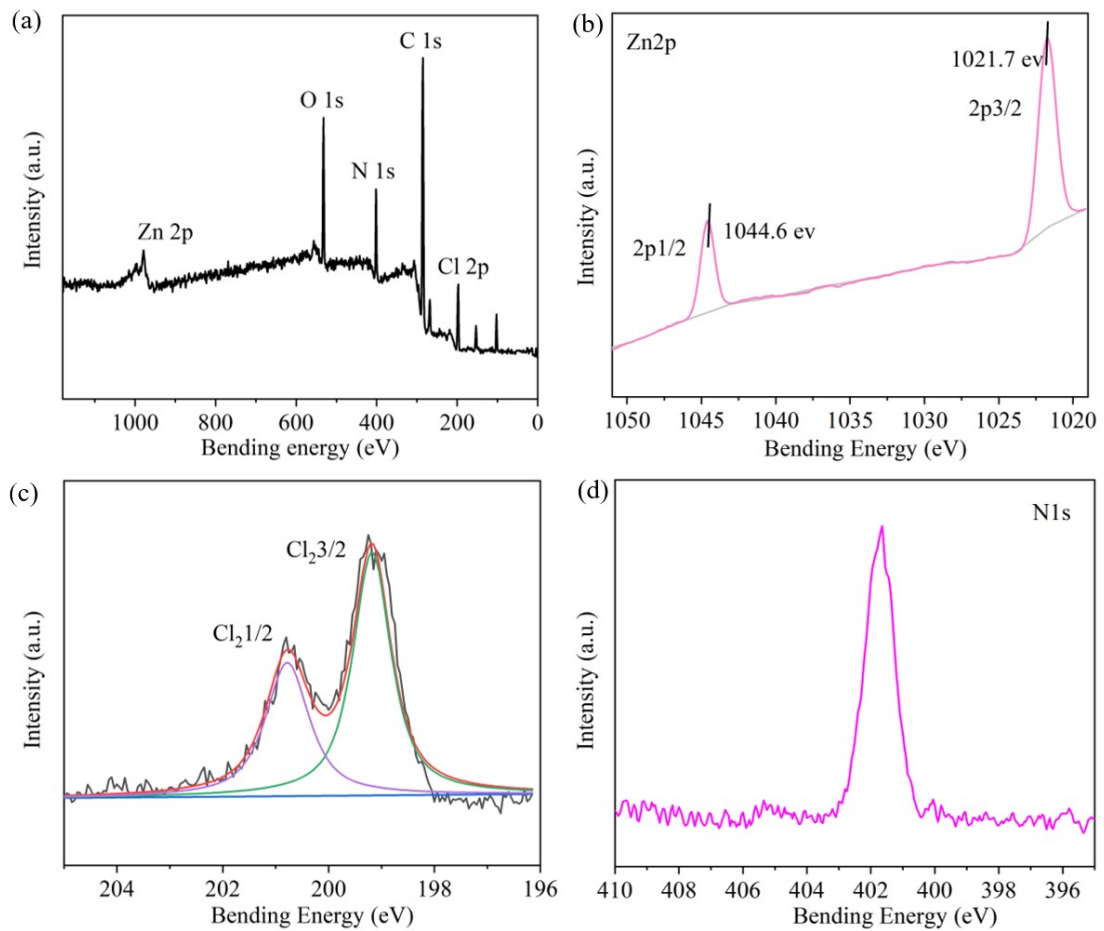 (a)
C 1s
O 1s
N 1s
Zn 2p
Cl 2p
Intensity (a.u.)
1000 800 600 400 200 0
Bending energy (eV)
(b)
Zn2p
1021.7 ev
2p3/2
2p1/2
1044.6 ev
Intensity (a.u.)
1050 1045 1040 1035 1030 1025 1020
Binding Energy (eV)
(c)
Cl₂3/2
Cl₂1/2
Intensity (a.u.)
204 202 200 198 196
Bending Energy (eV)
(d)
N1s
Intensity (a.u.)
410 408 406 404 402 400 398 396
Bending Energy (eV)